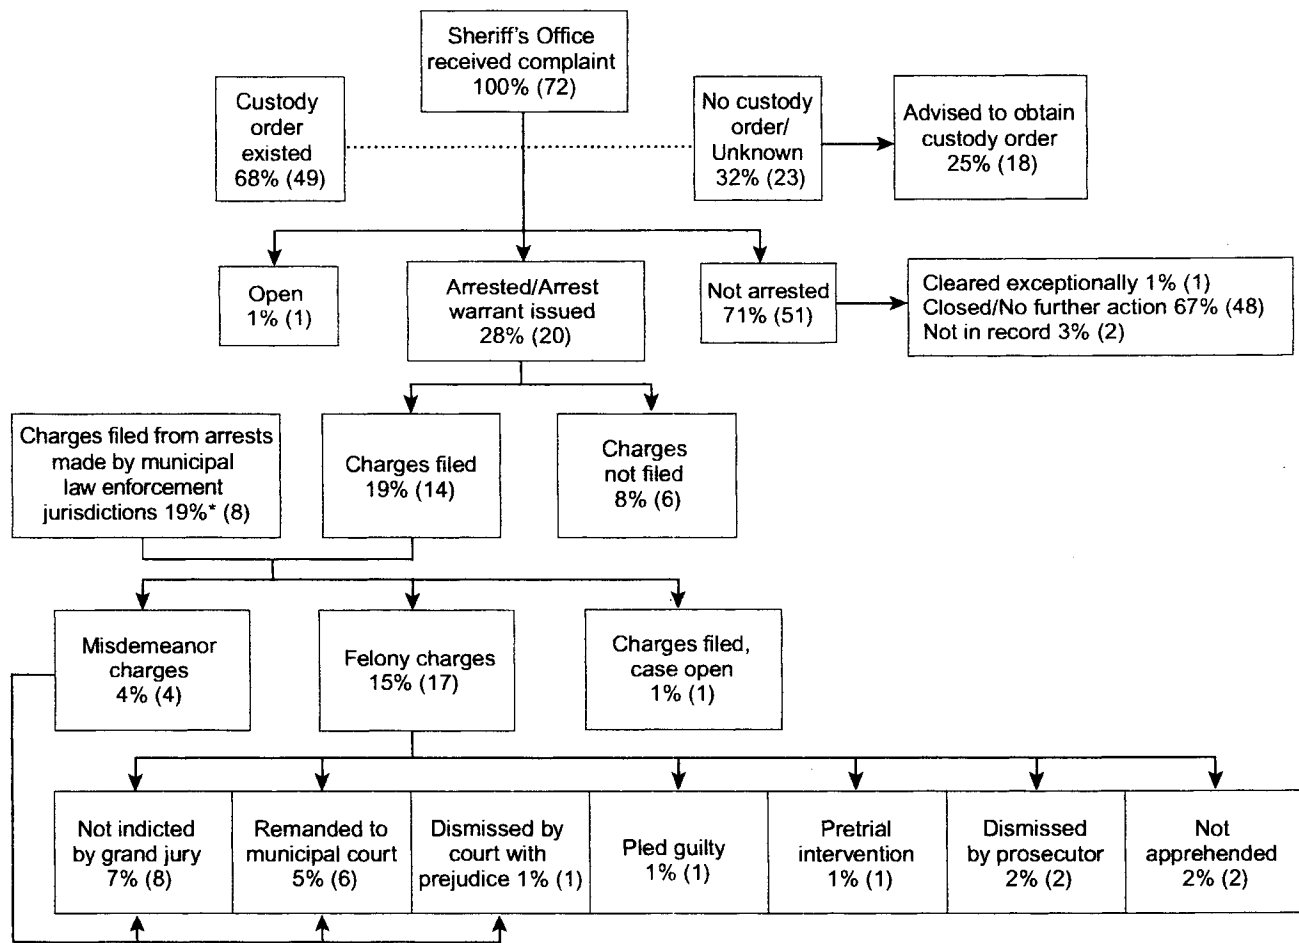 Sheriff's Office
received complaint
100% (72)
Custody
order
existed
68% (49)
No custody
order/
Unknown
32% (23)
Advised to obtain
custody order
25% (18)
Open
1% (1)
Arrested/Arrest
warrant issued
28% (20)
Not arrested
71% (51)
Cleared exceptionally 1% (1)
Closed/No further action 67% (48)
Not in record 3% (2)
Charges filed from arrests
made by municipal
law enforcement
jurisdictions 19%* (8)
Charges filed
19% (14)
Charges
not filed
8% (6)
Misdemeanor
charges
4% (4)
Felony charges
15% (17)
Charges filed,
case open
1% (1)
Not indicted
by grand jury
7% (8)
Remanded to
municipal court
5% (6)
Dismissed by
court with
prejudice 1% (1)
Pled guilty
1% (1)
Pretrial
intervention
1% (1)
Dismissed
by prosecutor
2% (2)
Not
apprehended
2% (2)